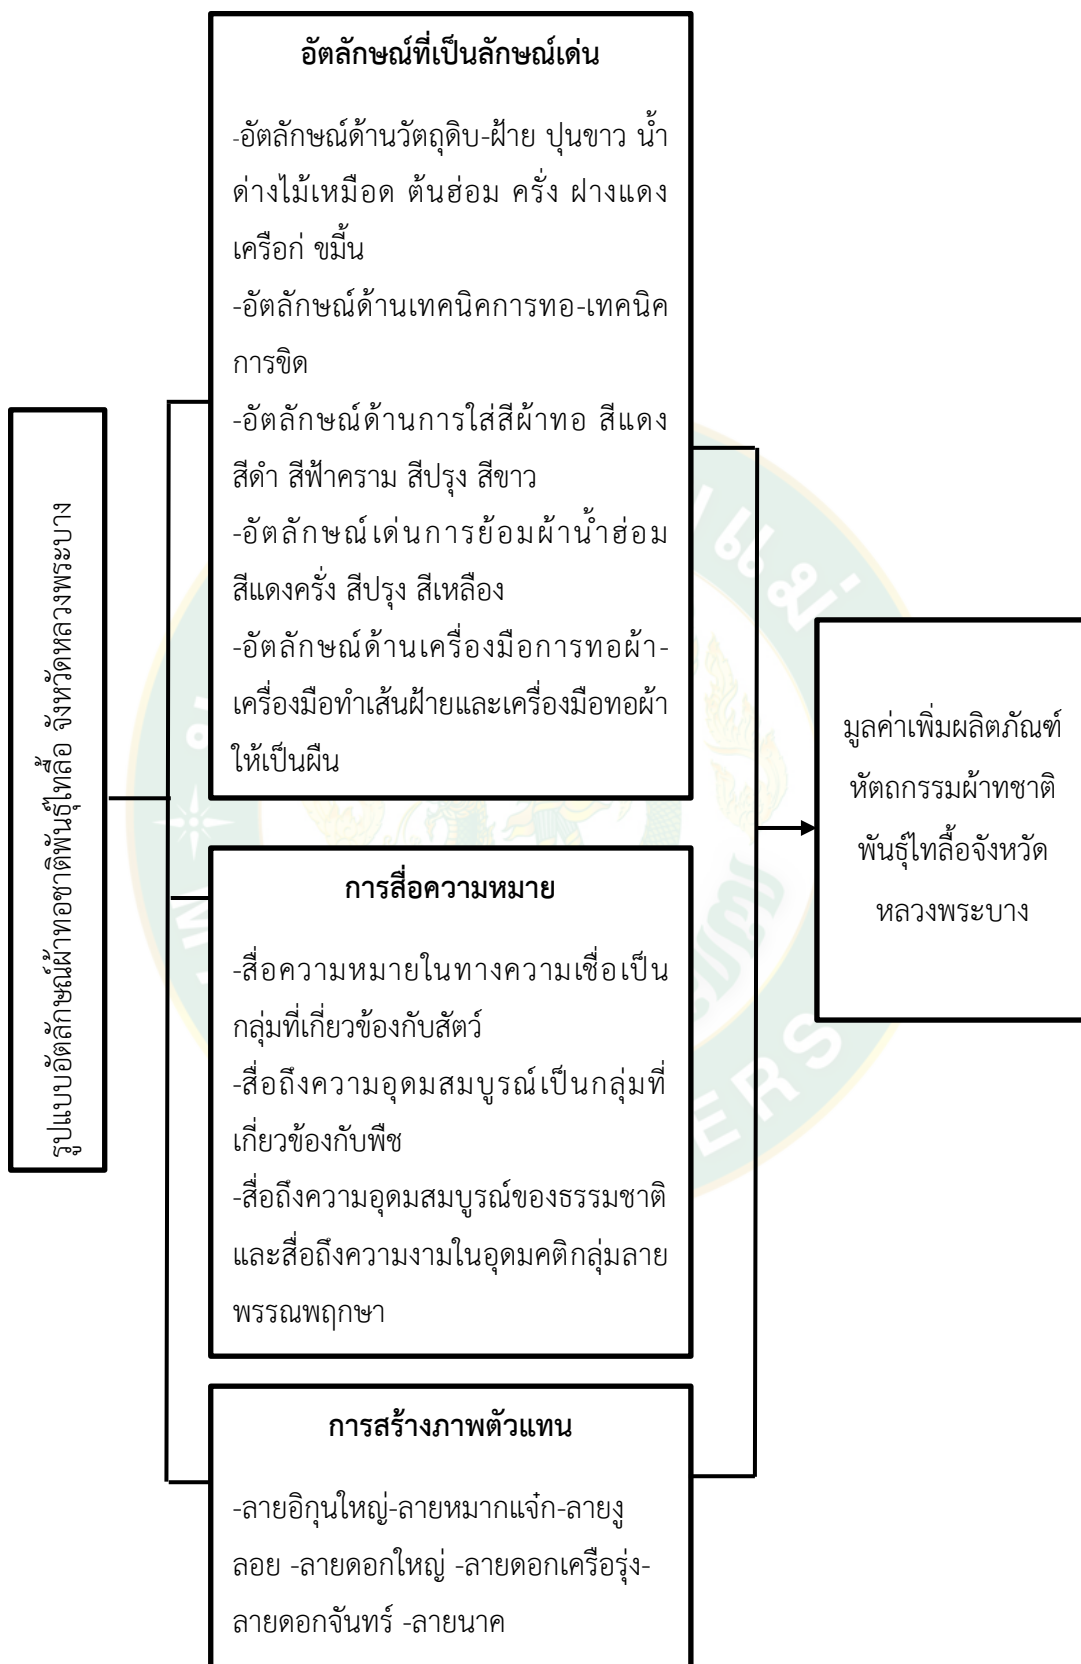 รูปแบบอัตลักษณ์ผ้าทอชาติพันธุ์ไทลื้อ จังหวัดหลวงพระบาง
อัตลักษณ์ที่เป็นลักษณ์เด่น
-อัตลักษณ์ด้านวัตถุดิบ-ฝ้าย ปุนขาว น้ำ
ด่างไม้เหมือด ต้นฮ่อม ครั่ง ฝางแดง
เครือก่ ขมิ้น
-อัตลักษณ์ด้านเทคนิคการทอ-เทคนิค
การขิด
-อัตลักษณ์ด้านการใส่สีผ้าทอ สีแดง
สีดำ สีฟ้าคราม สีปรุง สีขาว
-อัตลักษณ์เด่นการย้อมผ้าน้ำฮ่อม
สีแดงครั่ง สีปรุง สีเหลือง
-อัตลักษณ์ด้านเครื่องมือการทอผ้า-
เครื่องมือทำเส้นฝ้ายและเครื่องมือทอผ้า
ให้เป็นผืน
การสื่อความหมาย
-สื่อความหมายในทางความเชื่อเป็น
กลุ่มที่เกี่ยวข้องกับสัตว์
-สื่อถึงความอุดมสมบูรณ์เป็นกลุ่มที่
เกี่ยวข้องกับพืช
-สื่อถึงความอุดมสมบูรณ์ของธรรมชาติ
และสื่อถึงความงามในอุดมคติกลุ่มลาย
พรรณพฤกษา
การสร้างภาพตัวแทน
-ลายอิกุนใหญ่-ลายหมากแจ๋ก-ลายงู
ลอย -ลายดอกใหญ่ -ลายดอกเครือรุ่ง-
ลายดอกจันทร์ -ลายนาค
มูลค่าเพิ่มผลิตภัณฑ์
หัตถกรรมผ้าทชาติ
พันธุ์ไทลื้อจังหวัด
หลวงพระบาง